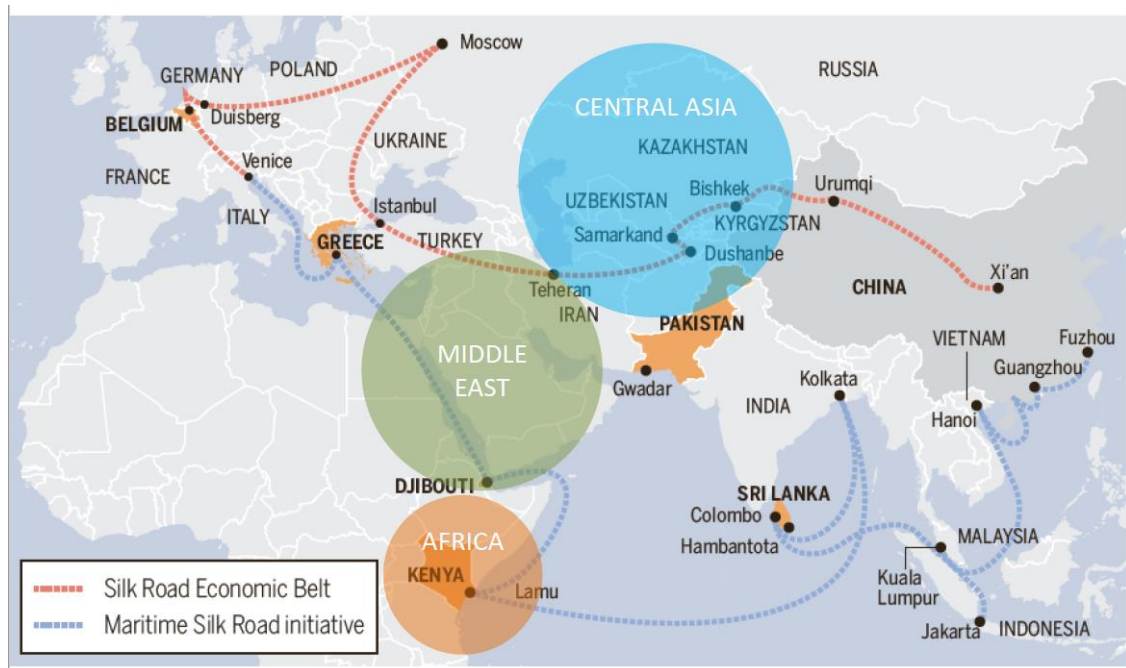 Moscow
POLAND
GERMANY
RUSSIA
CENTRAL ASIA
BELGIUM
Duisberg
UKRAINE
KAZAKHSTAN
FRANCE
Venice
Bishkek
Urumqi
ITALY
Istanbul
UZBEKISTAN
KYRGYZSTAN
GREECE
TURKEY
Samarkand
Dushanbe
Xi'an
Teheran
IRAN
CHINA
PAKISTAN
VIETNAM
Fuzhou
MIDDLE
EAST
Gwadar
Kolkata
Guangzhou
INDIA
Hanoi
DJIBOUTI
SRI LANKA
Colombo
Hambantota
MALAYSIA
AFRICA
KENYA
Lamu
Kuala
Lumpur
Jakarta
INDONESIA
Silk Road Economic Belt
Maritime Silk Road initiative